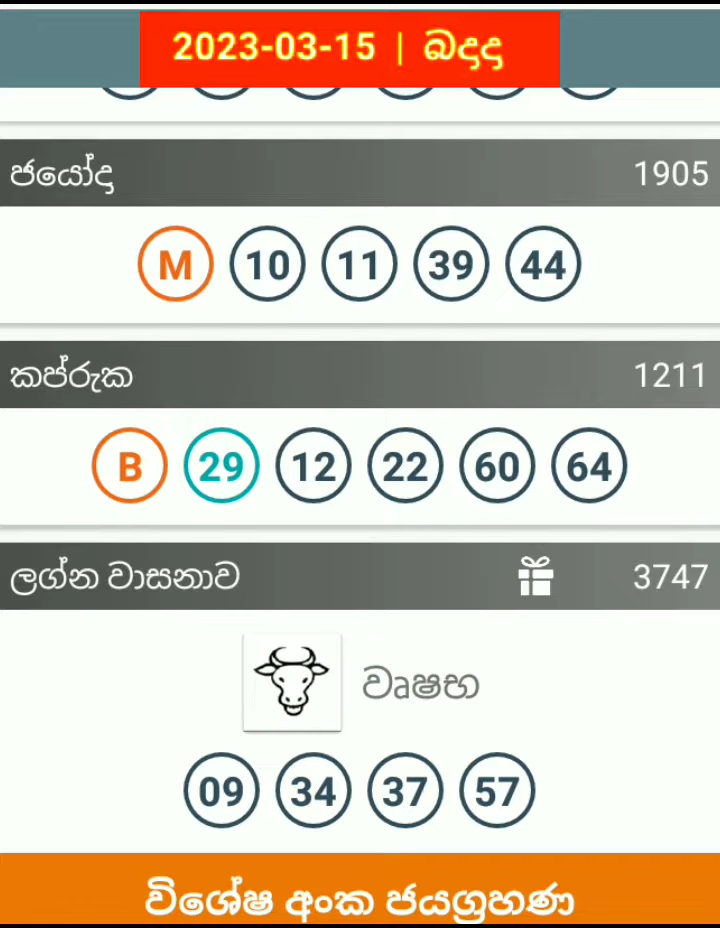 2023-03-15 | බදාදා
ජයෝදා 1905
M 10 11 39 44
කප්රුක 1211
B 29 12 22 60 64
ලග්න වාසනාව 3747
වෘෂභ
09 34 37 57
විශේෂ අංක ජයග්‍රහණ